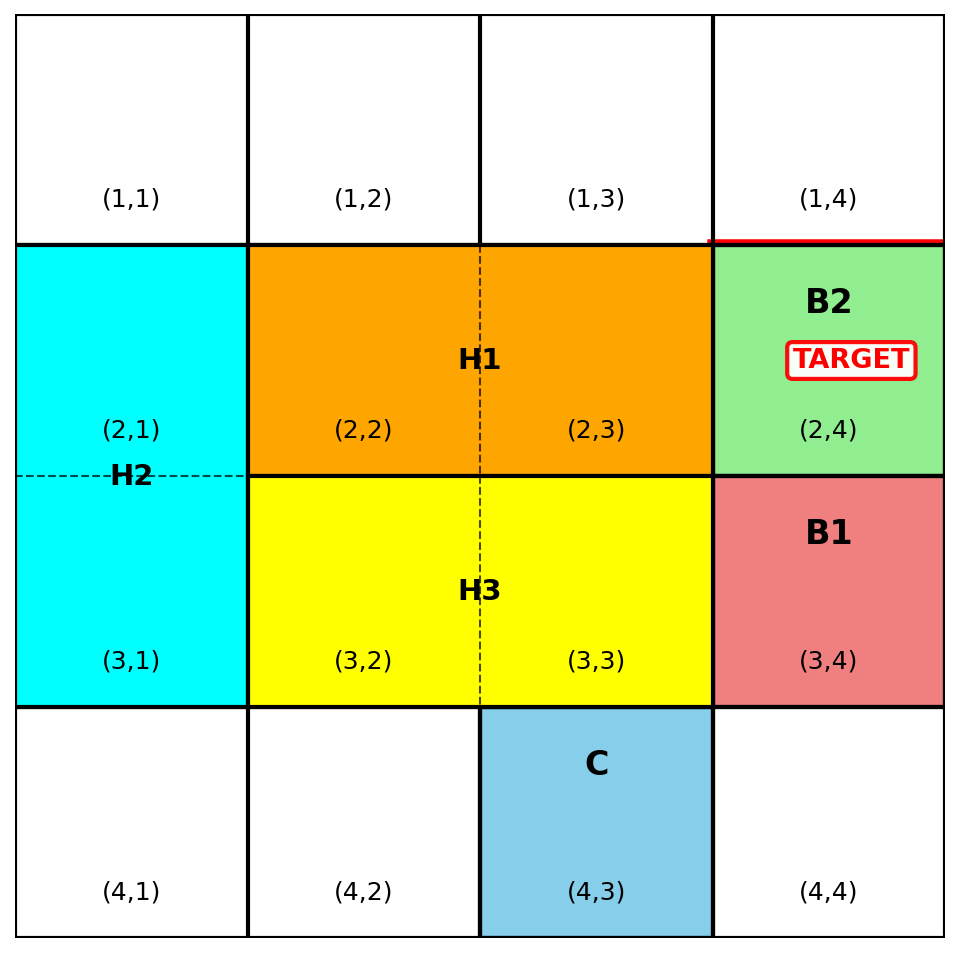 (1,1) (1,2) (1,3) (1,4)
B2
H1 TARGET
(2,1) (2,2) (2,3) (2,4)
H2
B1
H3
(3,1) (3,2) (3,3) (3,4)
C
(4,1) (4,2) (4,3) (4,4)